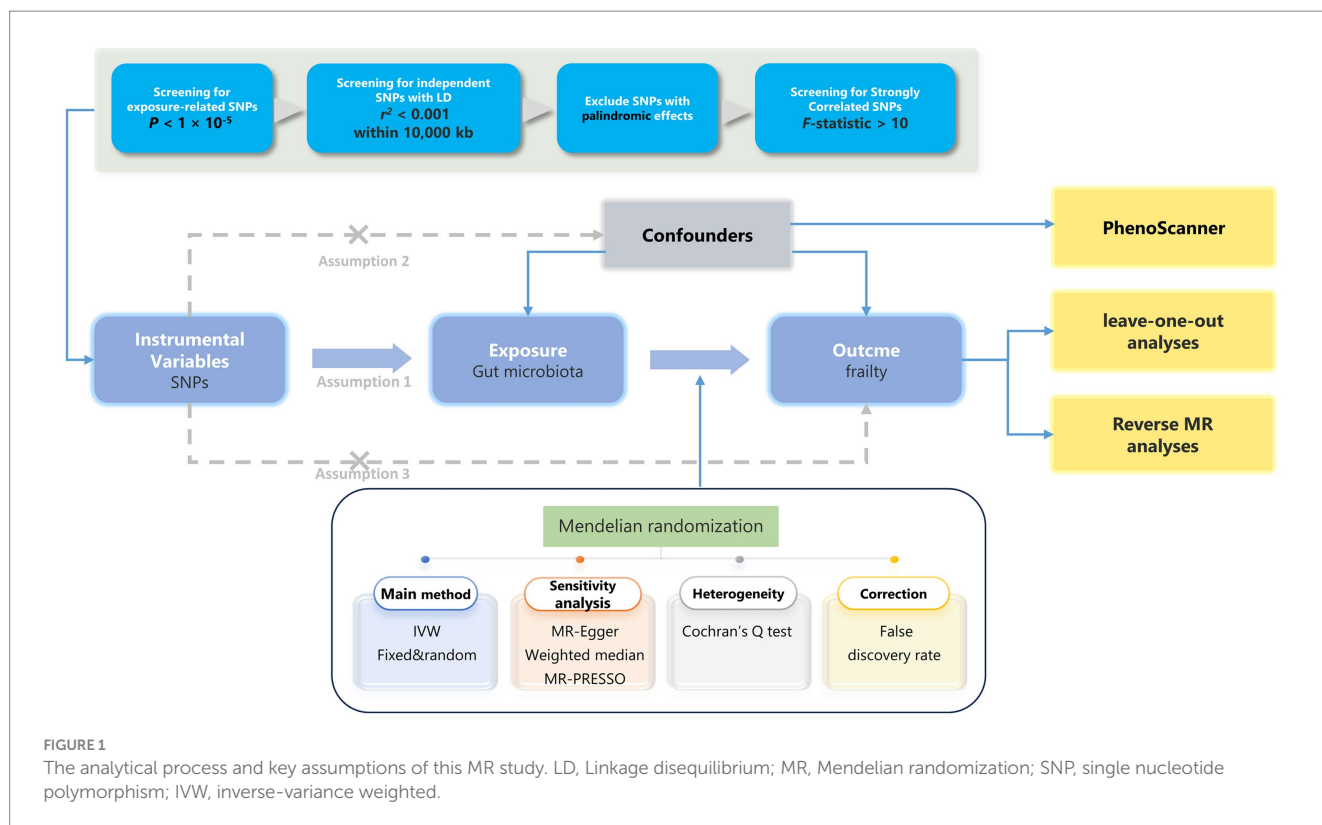 Screening for
exposure-related SNPs
P < 1 × 10⁻⁵
Screening for independent
SNPs with LD
r² < 0.001
within 10,000 kb
Exclude SNPs with
palindromic effects
Screening for Strongly
Correlated SNPs
F-statistic > 10
Confounders
PhenoScanner
Assumption 2
Instrumental
Variables
SNPs
Assumption 1
Exposure
Gut microbiota
Outcme
frailty
leave-one-out
analyses
Reverse MR
analyses
Assumption 3
Mendelian randomization
Main method
IVW
Fixed&random
Sensitivity
analysis
MR-Egger
Weighted median
MR-PRESSO
Heterogeneity
Cochran's Q test
Correction
False
discovery rate
FIGURE 1
The analytical process and key assumptions of this MR study. LD, Linkage disequilibrium; MR, Mendelian randomization; SNP, single nucleotide
polymorphism; IVW, inverse-variance weighted.